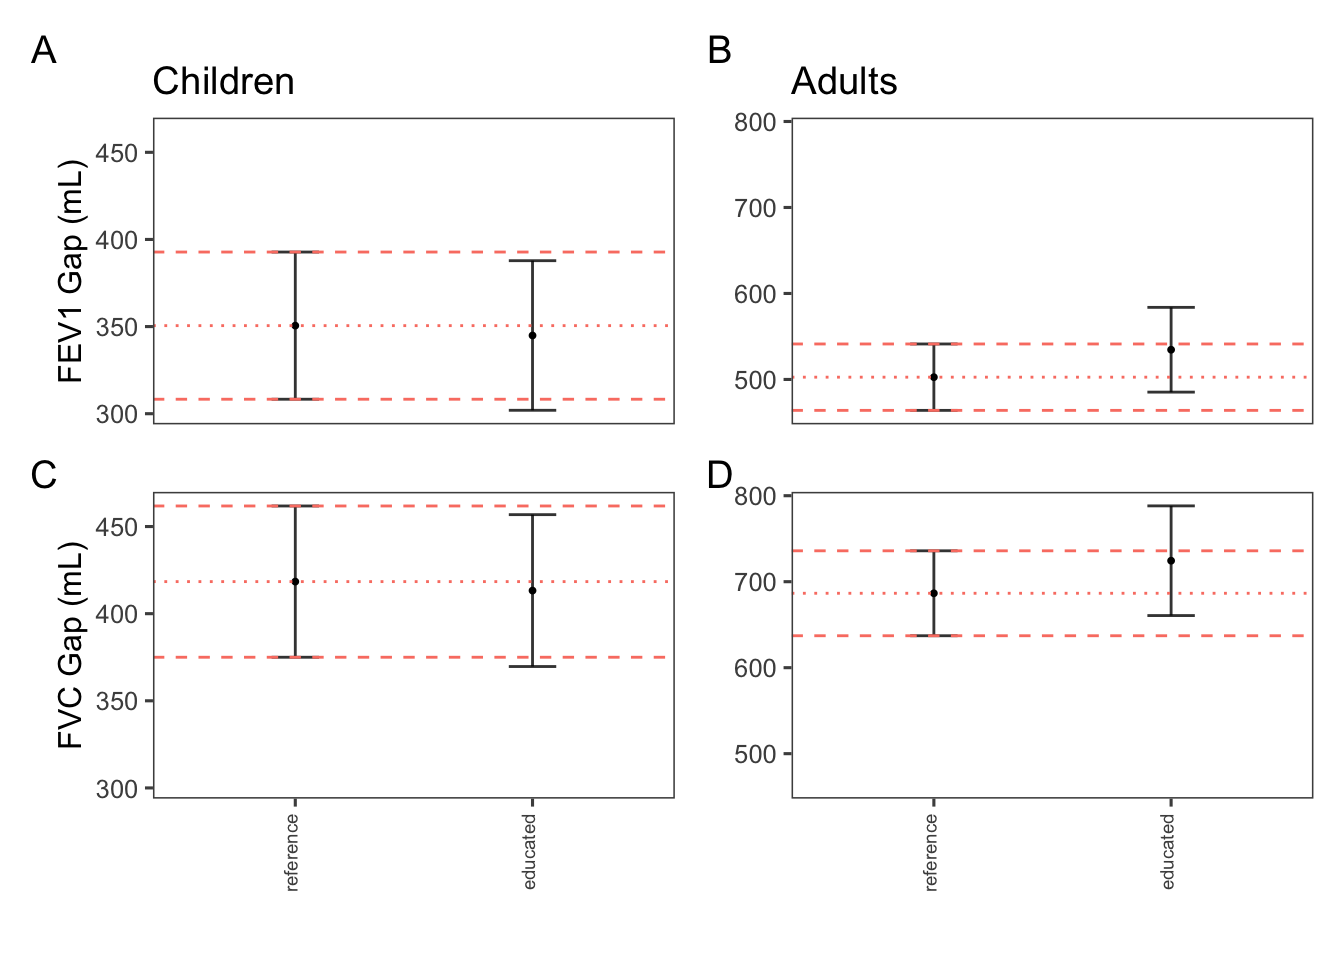 A
Children
FEV1 Gap (mL)
450
400
350
300
B
Adults
800
700
600
500
C
FVC Gap (mL)
450
400
350
300
reference
educated
D
800
700
600
500
reference
educated